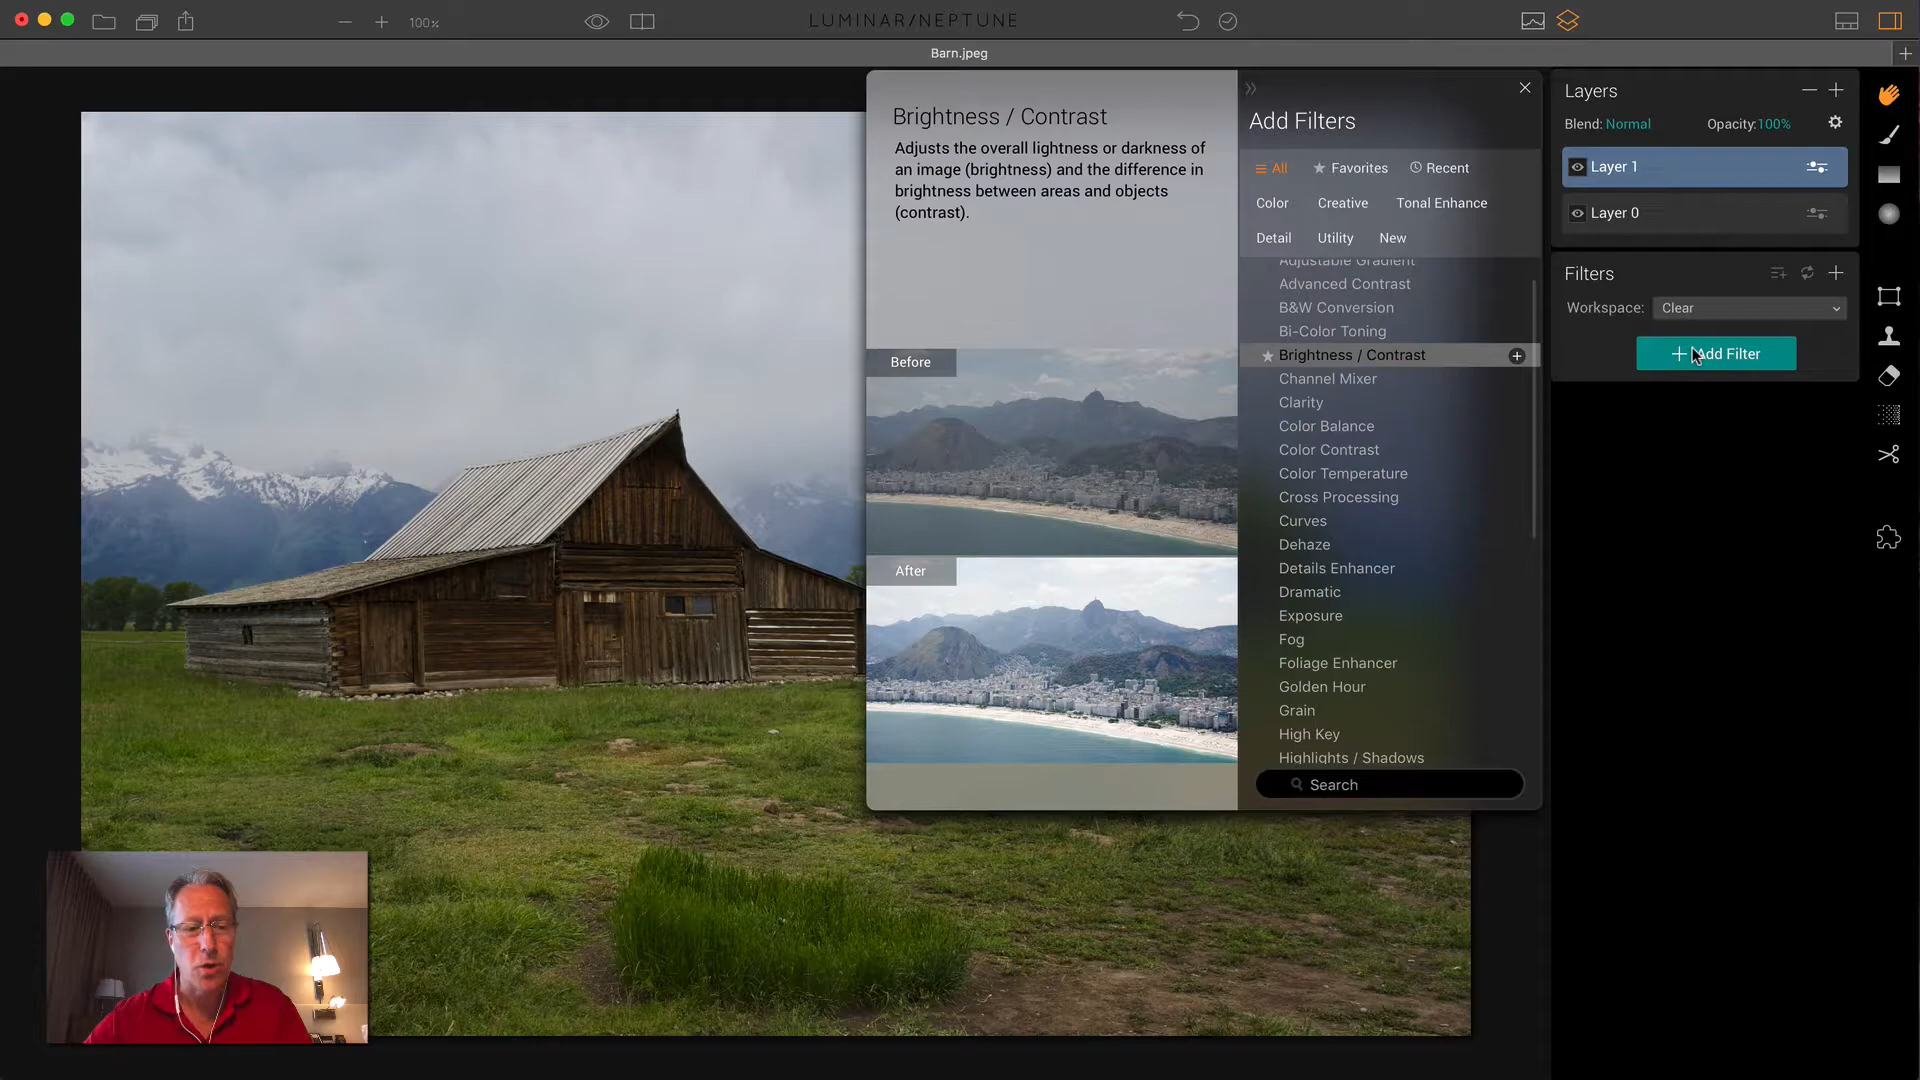 100%
LUMINAR/NEPTUNE
Barn.jpeg
Brightness / Contrast
Adjusts the overall lightness or darkness of
an image (brightness) and the difference in
brightness between areas and objects
(contrast).
Before
After
Add Filters
All
Favorites
Recent
Color
Creative
Tonal Enhance
Detail
Utility
New
Adjustable Gradient
Advanced Contrast
B&W Conversion
Bi-Color Toning
Brightness / Contrast
Channel Mixer
Clarity
Color Balance
Color Contrast
Color Temperature
Cross Processing
Curves
Dehaze
Details Enhancer
Dramatic
Exposure
Fog
Foliage Enhancer
Golden Hour
Grain
High Key
Highlights / Shadows
Search
Layers
Blend: Normal
Opacity:100%
Layer 1
Layer 0
Filters
Workspace: Clear
Add Filter